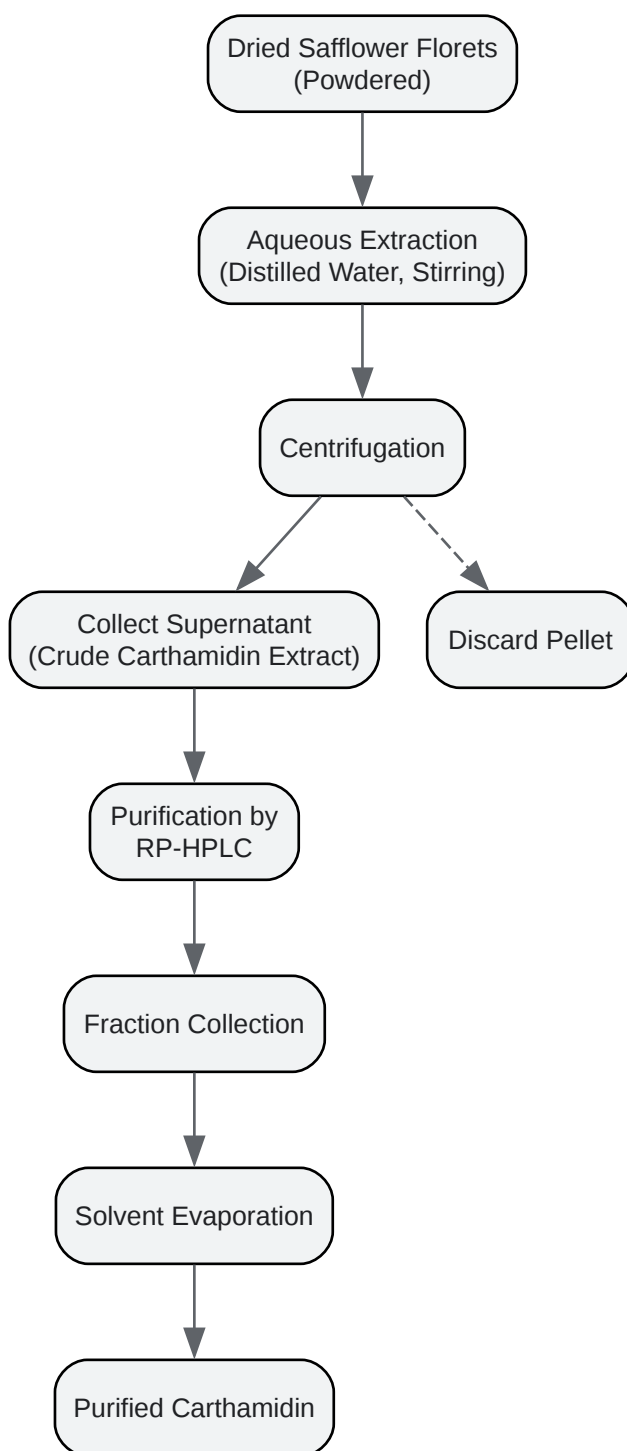 Dried Safflower Florets
(Powdered)
Aqueous Extraction
(Distilled Water, Stirring)
Centrifugation
Collect Supernatant
(Crude Carthamidin Extract)
Discard Pellet
Purification by
RP-HPLC
Fraction Collection
Solvent Evaporation
Purified Carthamidin